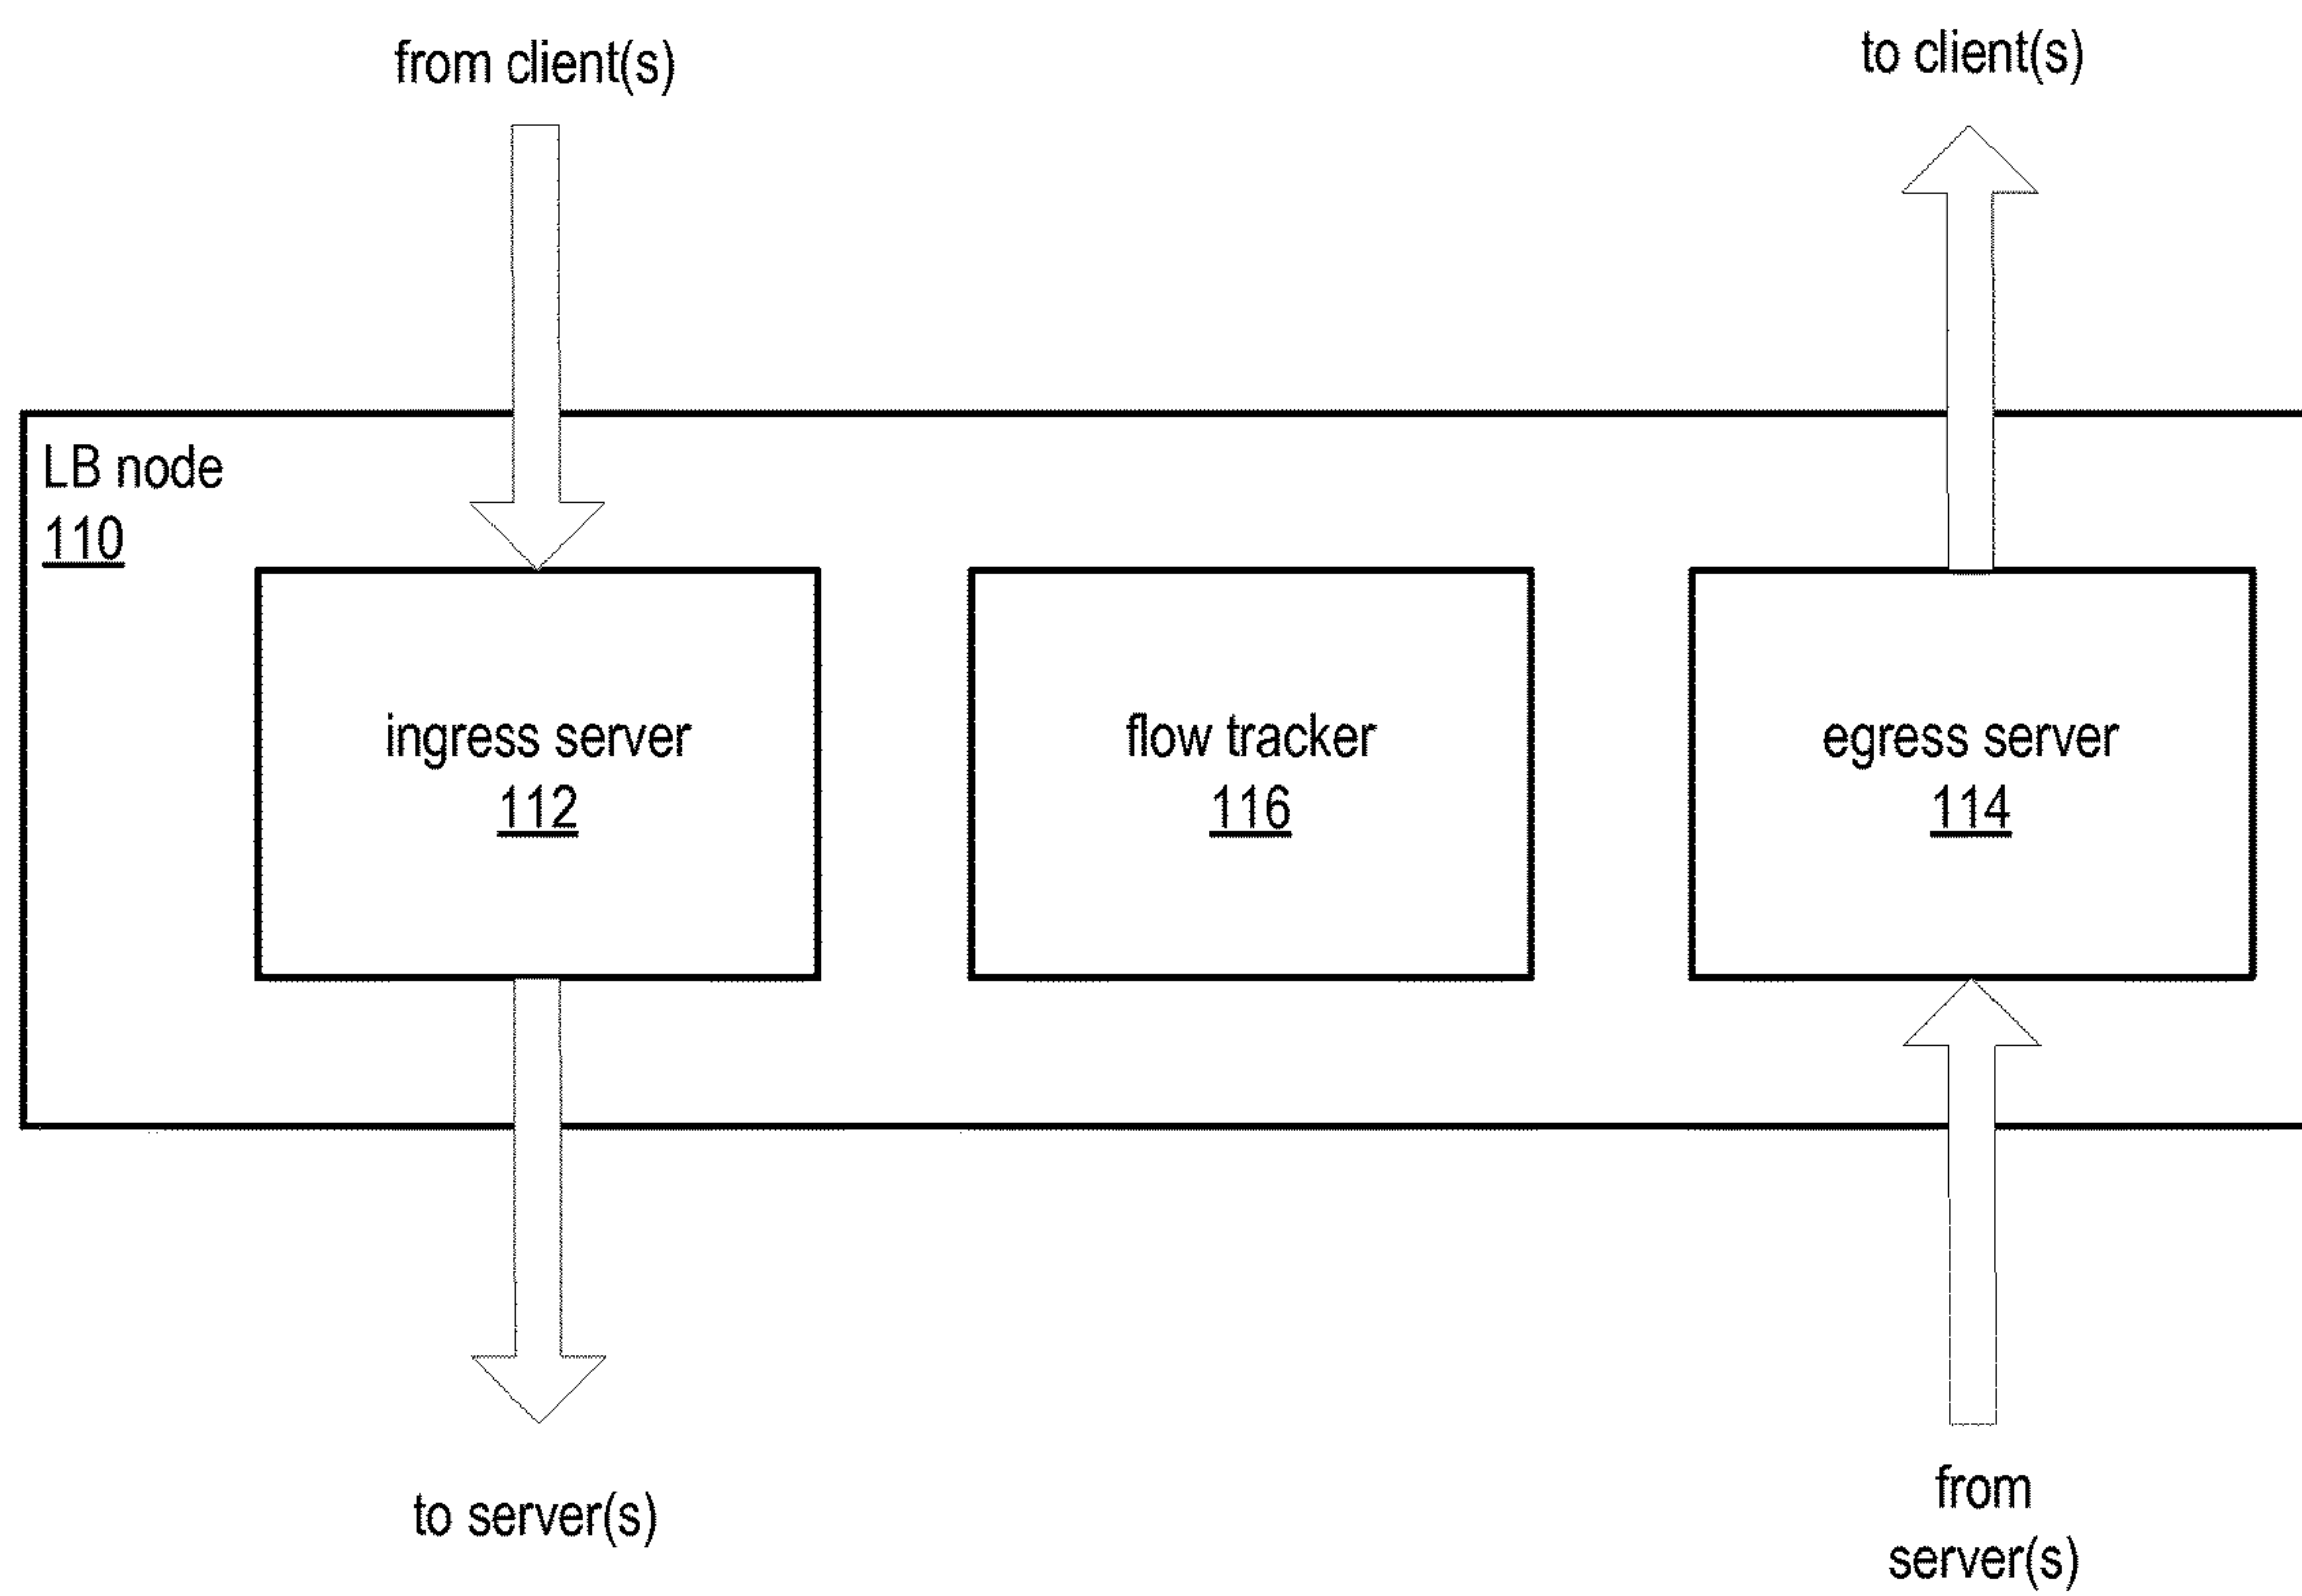 from client(s)
to client(s)
LB node
110
ingress server
112
flow tracker
116
egress server
114
to server(s)
from
server(s)